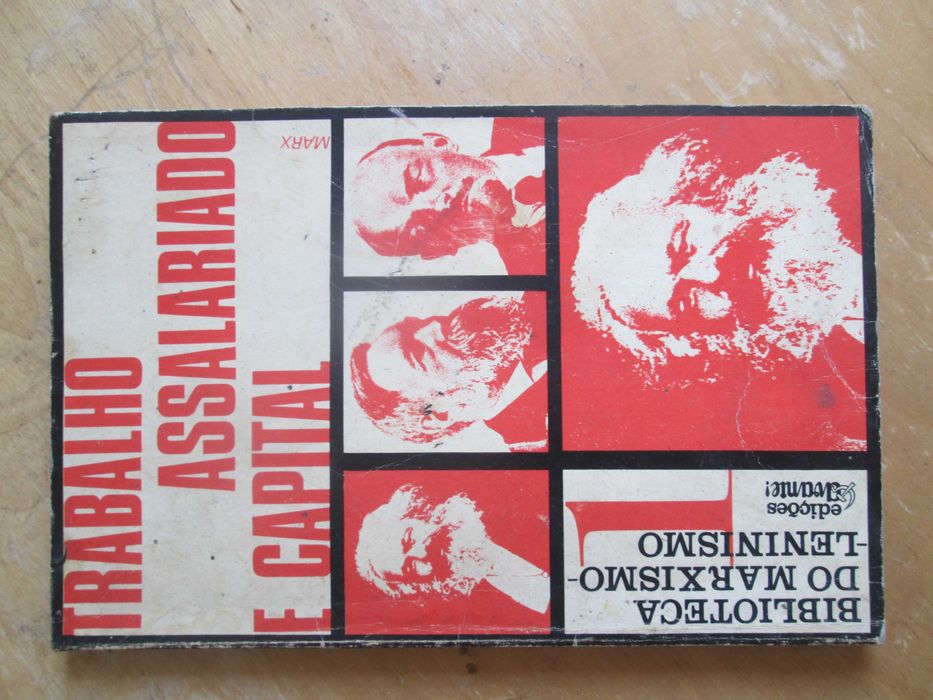 MARX
TRABALHO
ASSALARIADO
E CAPITAL
BIBLIOTECA
DO MARXISMO-
-LENINISMO
1
edições
Avante!